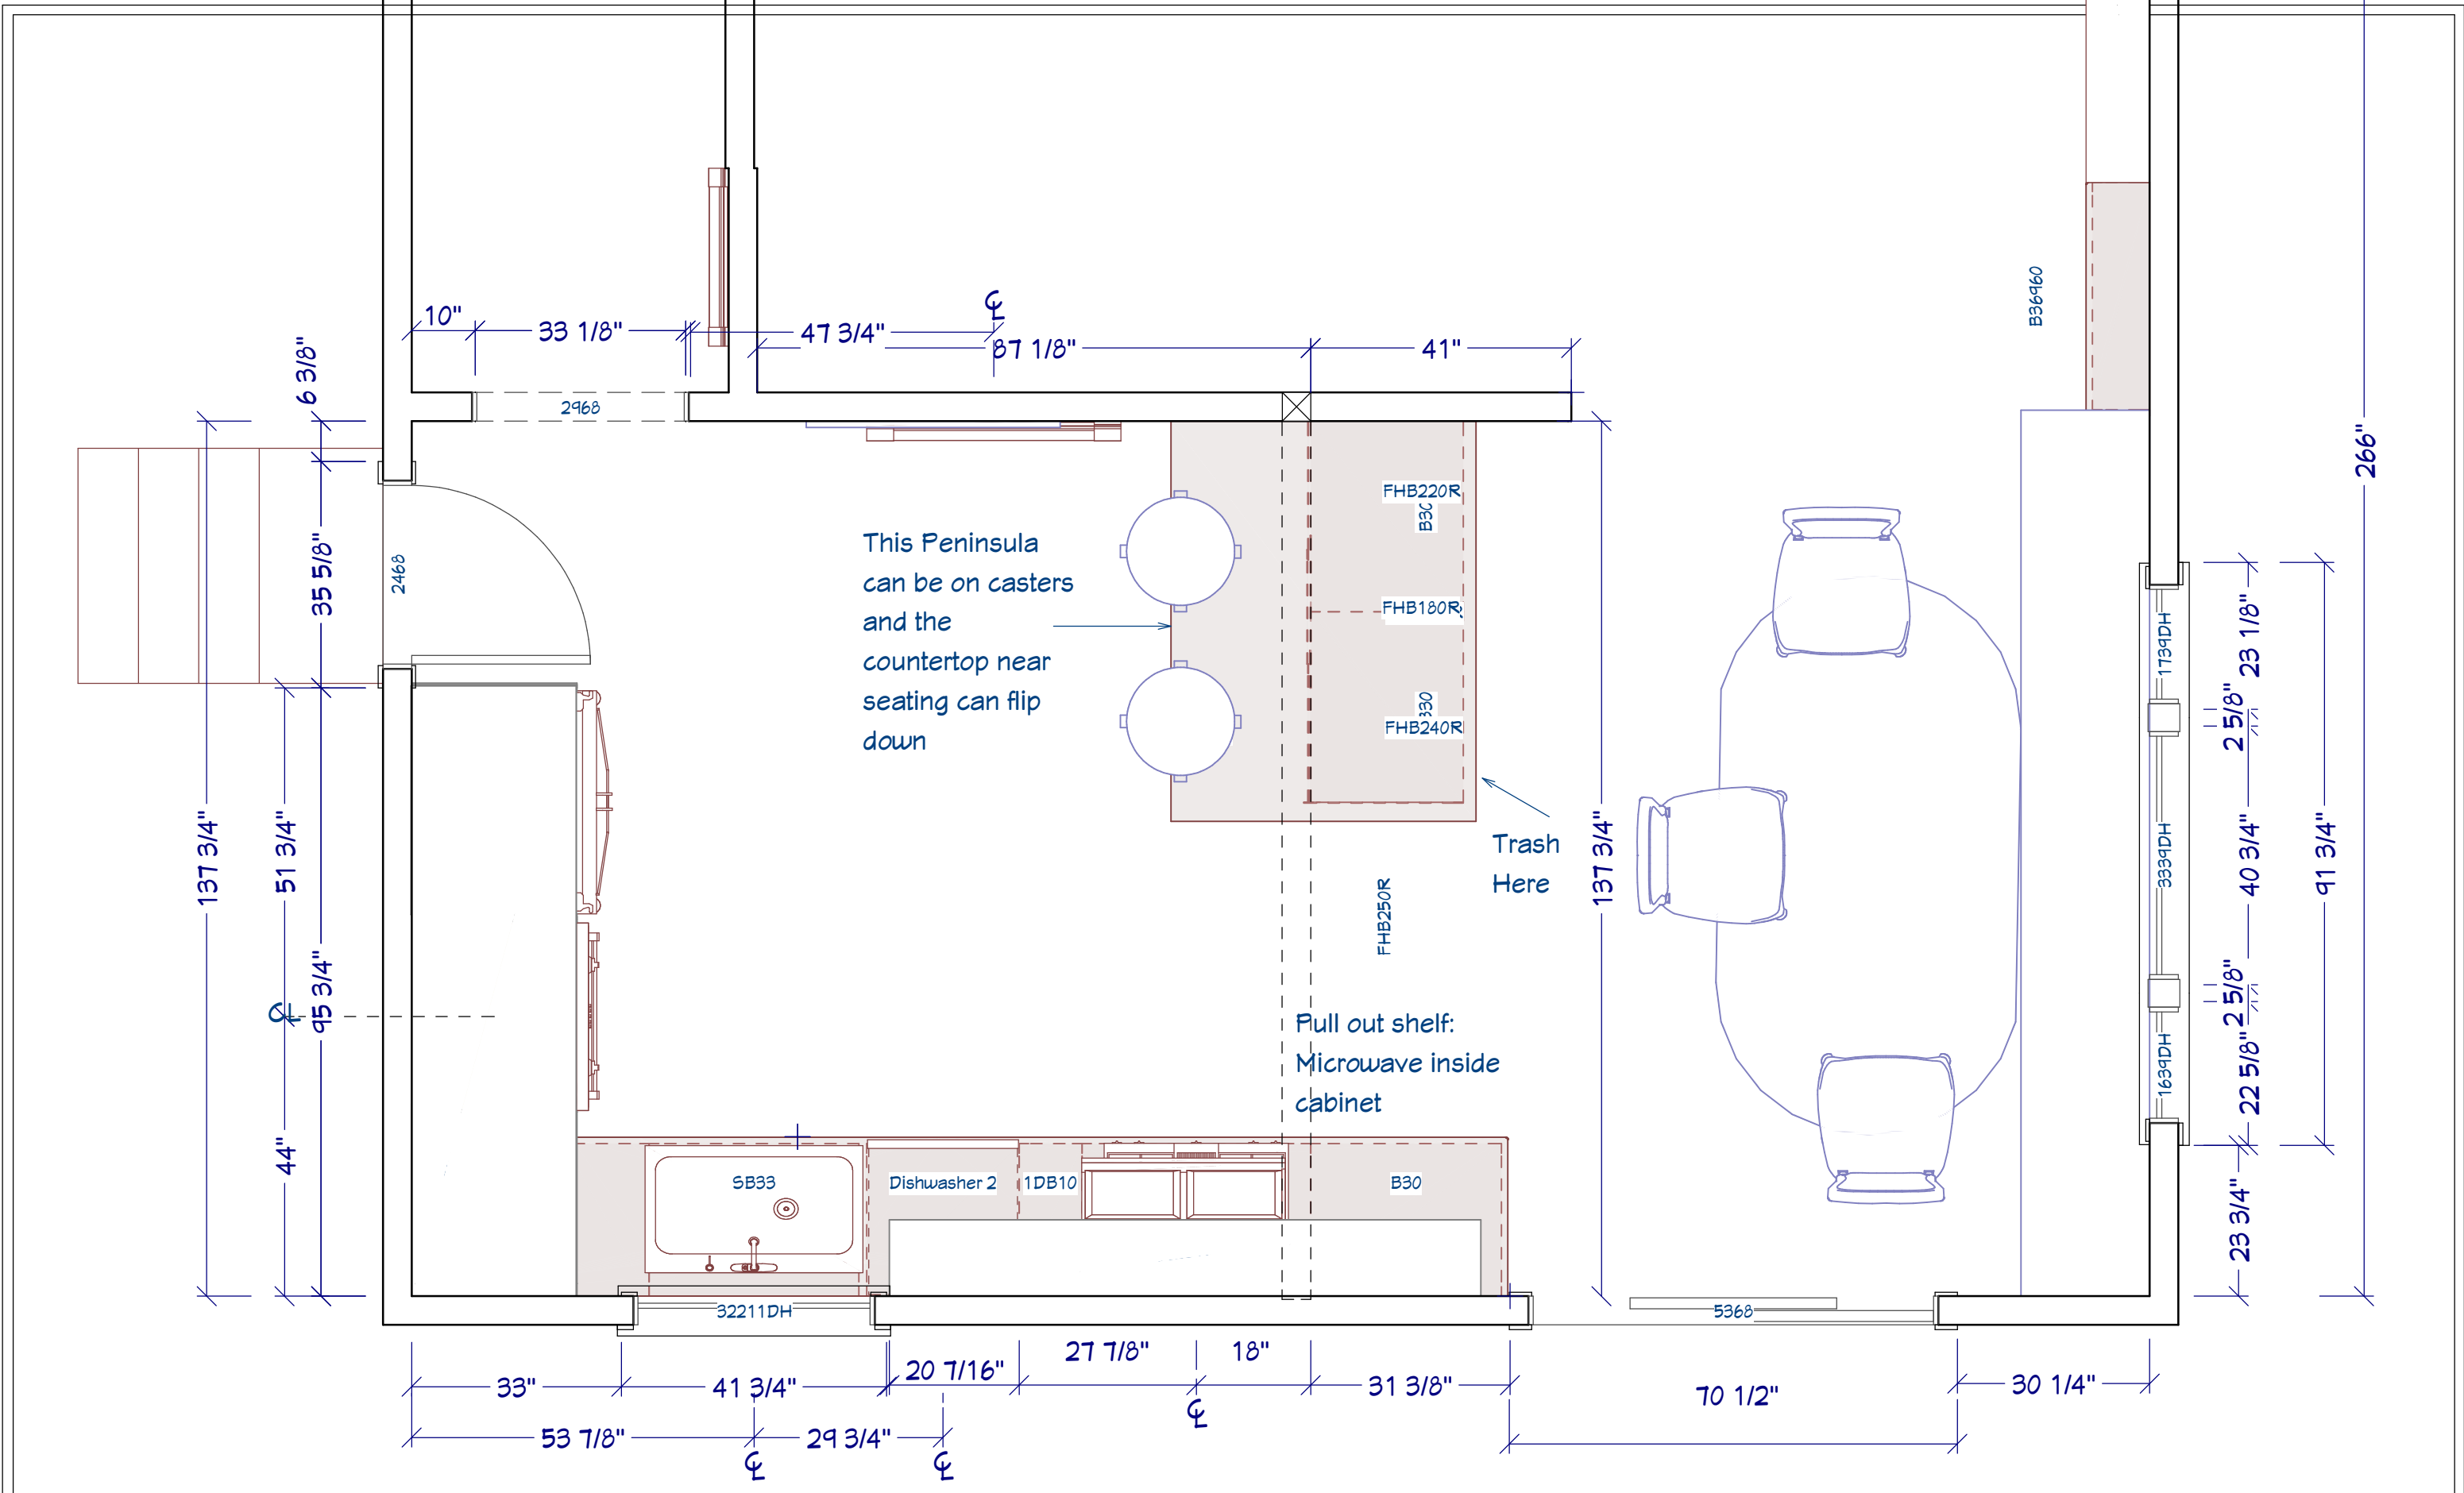 10"
33 1/8"
47 3/4"
℄
87 1/8"
41"
B36960
266"
6 3/8"
2968
35 5/8"
2468
137 3/4"
51 3/4"
95 3/4"
44"
℄
This Peninsula
can be on casters
and the
countertop near
seating can flip
down
FHB220R
FHB180R
B30
FHB240R
Trash
Here
FHB250R
137 3/4"
Pull out shelf:
Microwave inside
cabinet
1739DH
3339DH
1639DH
23 1/8"
2 5/8"
40 3/4"
91 3/4"
2 5/8"
22 5/8"
23 3/4"
SB33
Dishwasher 2
1DB10
B30
32211DH
5368
33"
41 3/4"
20 7/16"
27 7/8"
18"
31 3/8"
70 1/2"
30 1/4"
℄
53 7/8"
29 3/4"
℄
℄